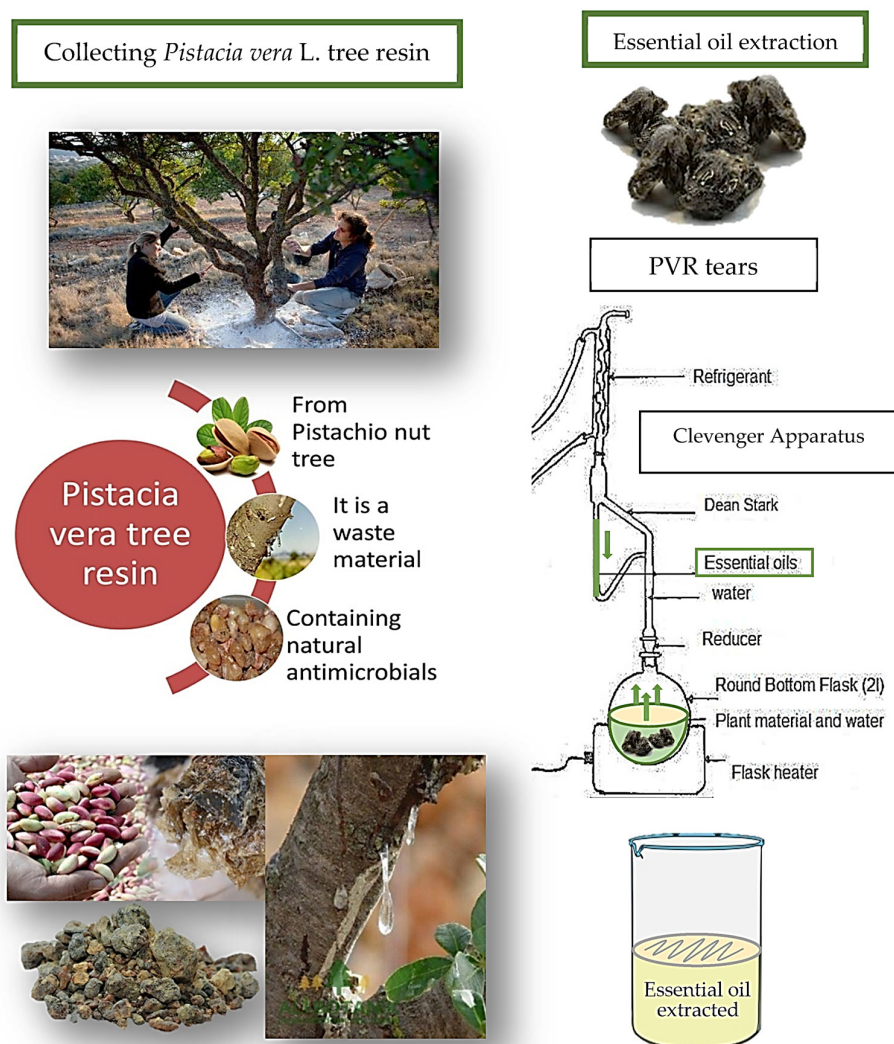 Collecting Pistacia vera L. tree resin
From
Pistachio nut
tree
Pistacia
vera tree
resin
It is a
waste
material
Containing
natural
antimicrobials
Essential oil extraction
PVR tears
Refrigerant
Clevenger Apparatus
Dean Stark
Essential oils
water
Reducer
Round Bottom Flask (2l)
Plant material and water
Flask heater
Essential oil
extracted